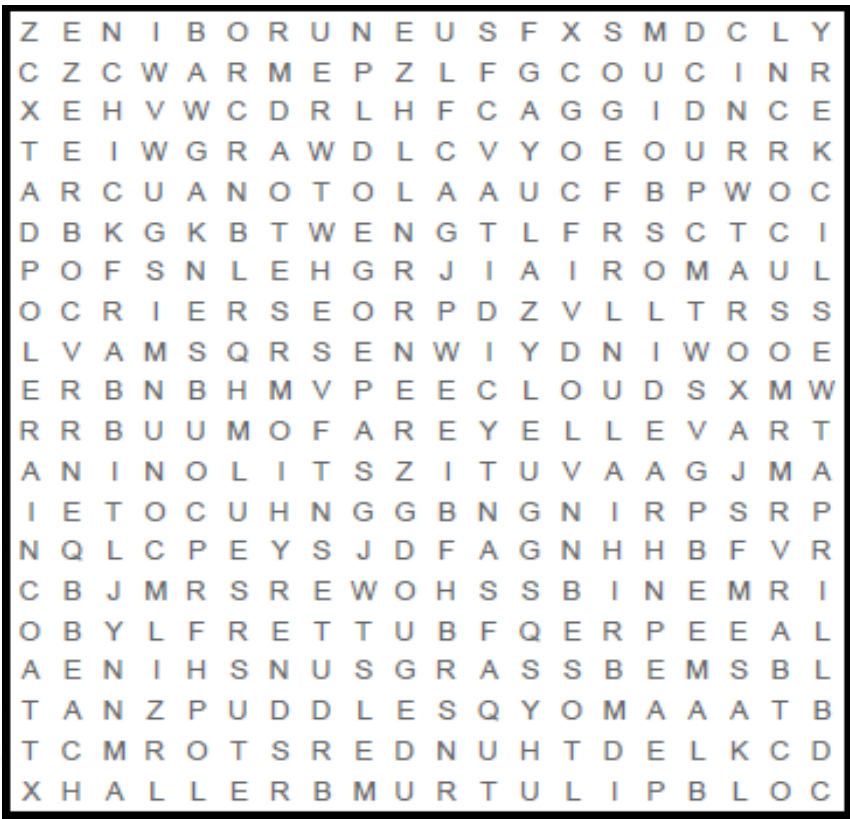 Z E N I B O R U N E U S F X S M D C L Y
C Z C W A R M E P Z L F G C O U C I N R
X E H V W C D R L H F C A G G I D N C E
T E I W G R A W D L C V Y O E O U R R K
A R C U A N O T O L A A U C F B P W O C
D B K G K B T W E N G T L F R S C T C I
P O F S N L E H G R J I A I R O M A U L
O C R I E R S E O R P D Z V L L T R S S
L V A M S Q R S E N W I Y D N I W O O E
E R B N B H M V P E E C L O U D S X M W
R R B U U M O F A R E Y E L L E V A R T
A N I N O L I T S Z I T U V A A G J M A
I E T O C U H N G G B N G N I R P S R P
N Q L C P E Y S J D F A G N H H B F V R
C B J M R S R E W O H S S B I N E M R I
O B Y L F R E T T U B F Q E R P E E A L
A E N I H S N U S G R A S S B E M S B L
T A N Z P U D D L E S Q Y O M A A A T B
T C M R O T S R E D N U H T D E L K C D
X H A L L E R B M U R T U L I P B L O C